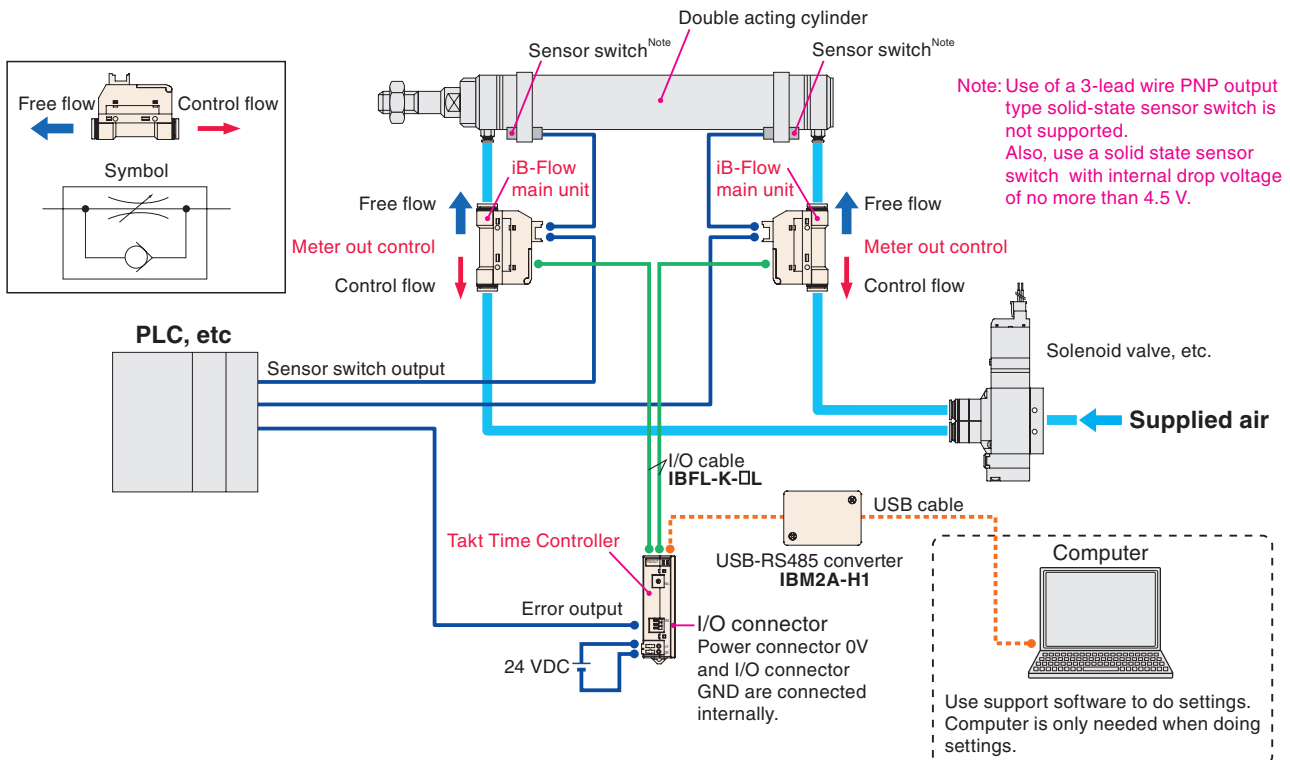 Double acting cylinder
Sensor switchNote
Sensor switchNote
Note: Use of a 3-lead wire PNP output
type solid-state sensor switch is
not supported.
Also, use a solid state sensor
switch with internal drop voltage
of no more than 4.5 V.
Free flow
Control flow
Symbol
iB-Flow
main unit
Free flow
Meter out control
Control flow
iB-Flow
main unit
Free flow
Meter out control
Control flow
PLC, etc
Sensor switch output
Solenoid valve, etc.
Supplied air
I/O cable
IBFL-K-□L
USB cable
USB-RS485 converter
IBM2A-H1
Takt Time Controller
Error output
24 VDC
I/O connector
Power connector 0V
and I/O connector
GND are connected
internally.
Computer
Use support software to do settings.
Computer is only needed when doing
settings.